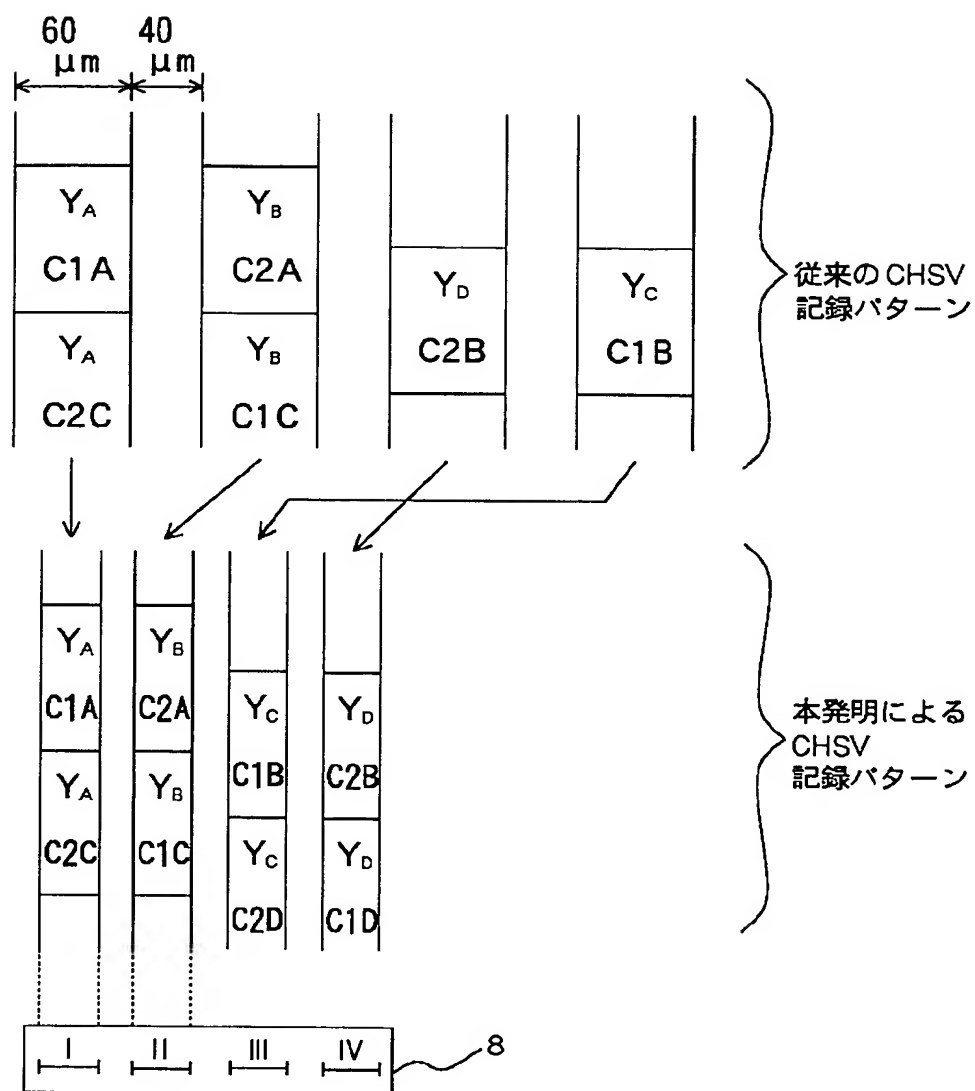 60 μm
40 μm
YA
C1A
YA
C2C
YB
C2A
YB
C1C
YD
C2B
YC
C1B
従来のCHSV
記録パターン
YA
C1A
YA
C2C
YB
C2A
YB
C1C
YC
C1B
YC
C2D
YD
C2B
YD
C1D
本発明による
CHSV
記録パターン
I
II
III
IV
8